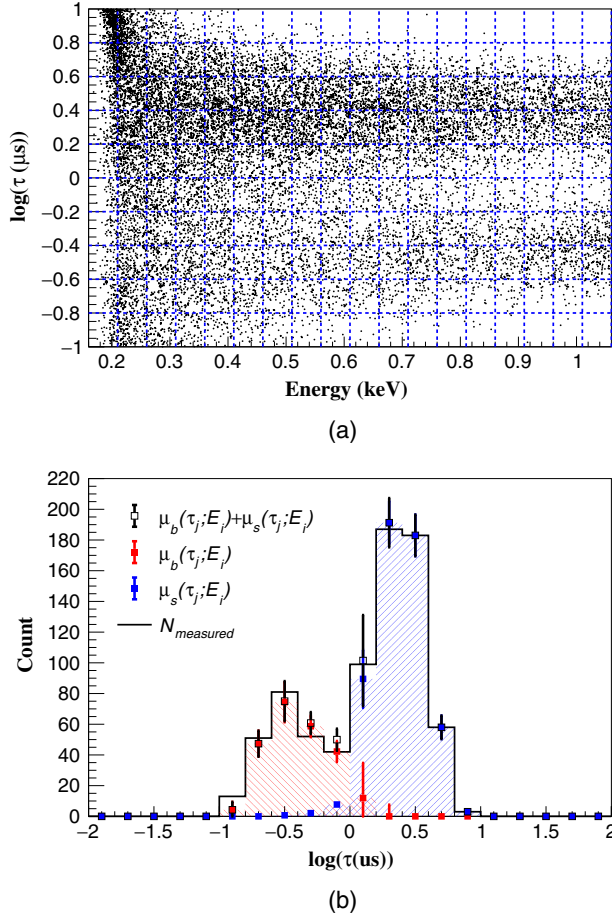 log(τ (μs))
1
0.8
0.6
0.4
0.2
0
−0.2
−0.4
−0.6
−0.8
−1
0.2 0.3 0.4 0.5 0.6 0.7 0.8 0.9 1
Energy (keV)
(a)
Count
220
200
180
160
140
120
100
80
60
40
20
0
μb(τj;Ei)+μs(τj;Ei)
μb(τj;Ei)
μs(τj;Ei)
Nmeasured
−2 −1.5 −1 −0.5 0 0.5 1 1.5 2
log(τ(us))
(b)